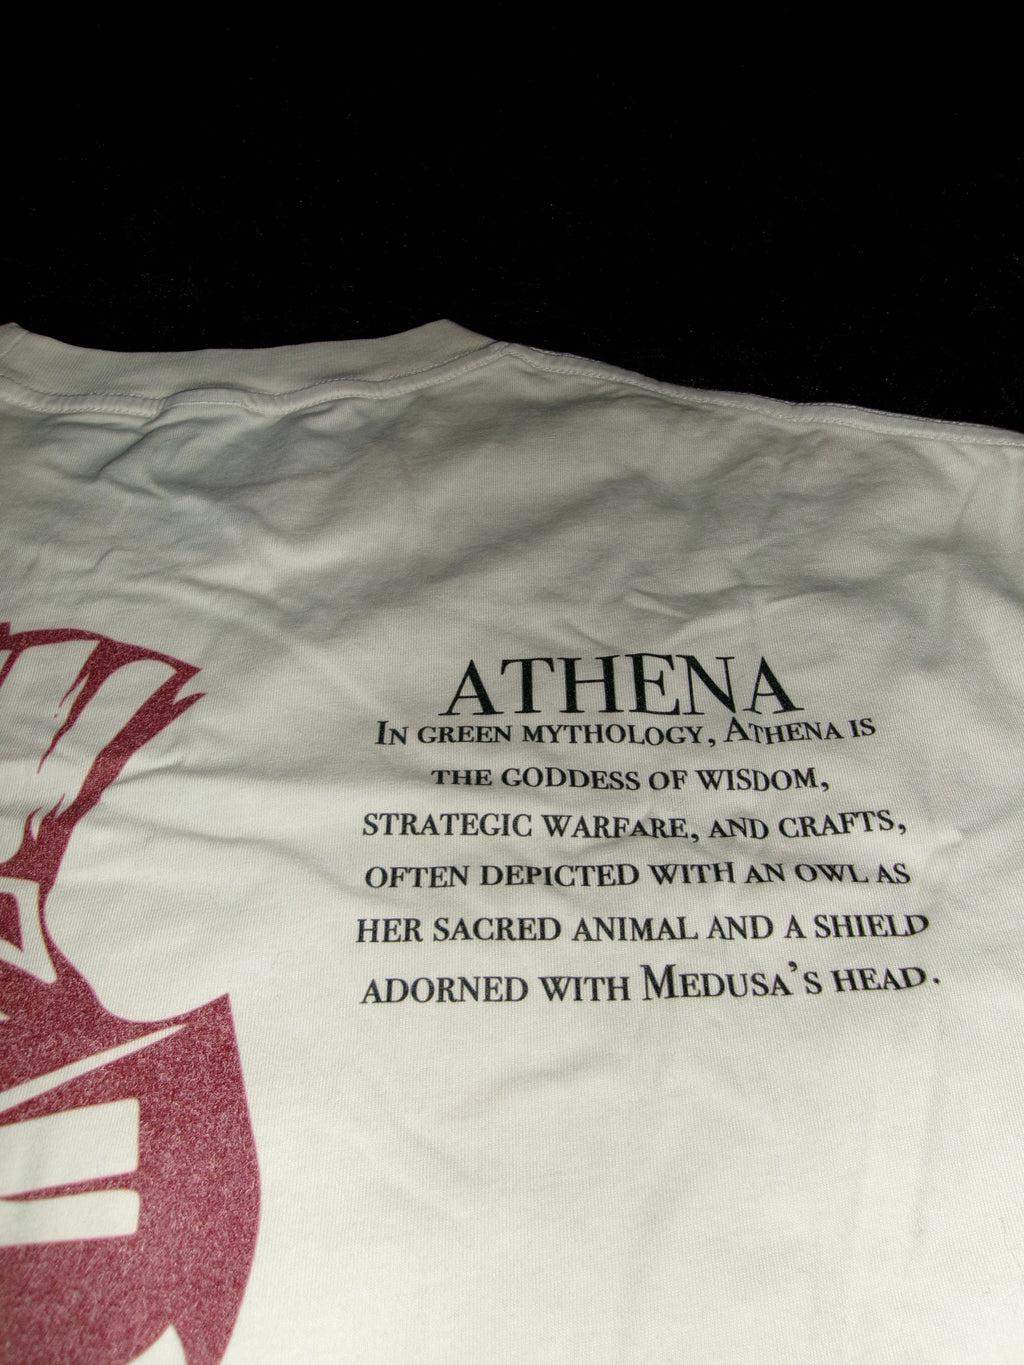 ATHENA
In green mythology, Athena is
the goddess of wisdom,
strategic warfare, and crafts,
often depicted with an owl as
her sacred animal and a shield
adorned with Medusa's head.